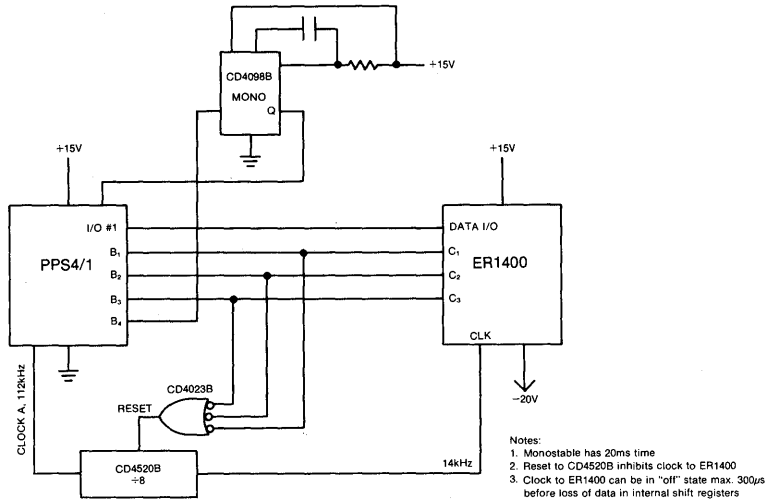 CD4098B
MONO
Q
+15V
+15V
+15V
I/O #1
DATA I/O
PPS4/1
B₁
C₁
B₂
C₂
ER1400
B₃
C₃
B₄
CLK
CLOCK A, 112kHz
CD4023B
RESET
−20V
CD4520B
÷8
14kHz
Notes:
1. Monostable has 20ms time
2. Reset to CD4520B inhibits clock to ER1400
3. Clock to ER1400 can be in "off" state max. 300μs
before loss of data in internal shift registers